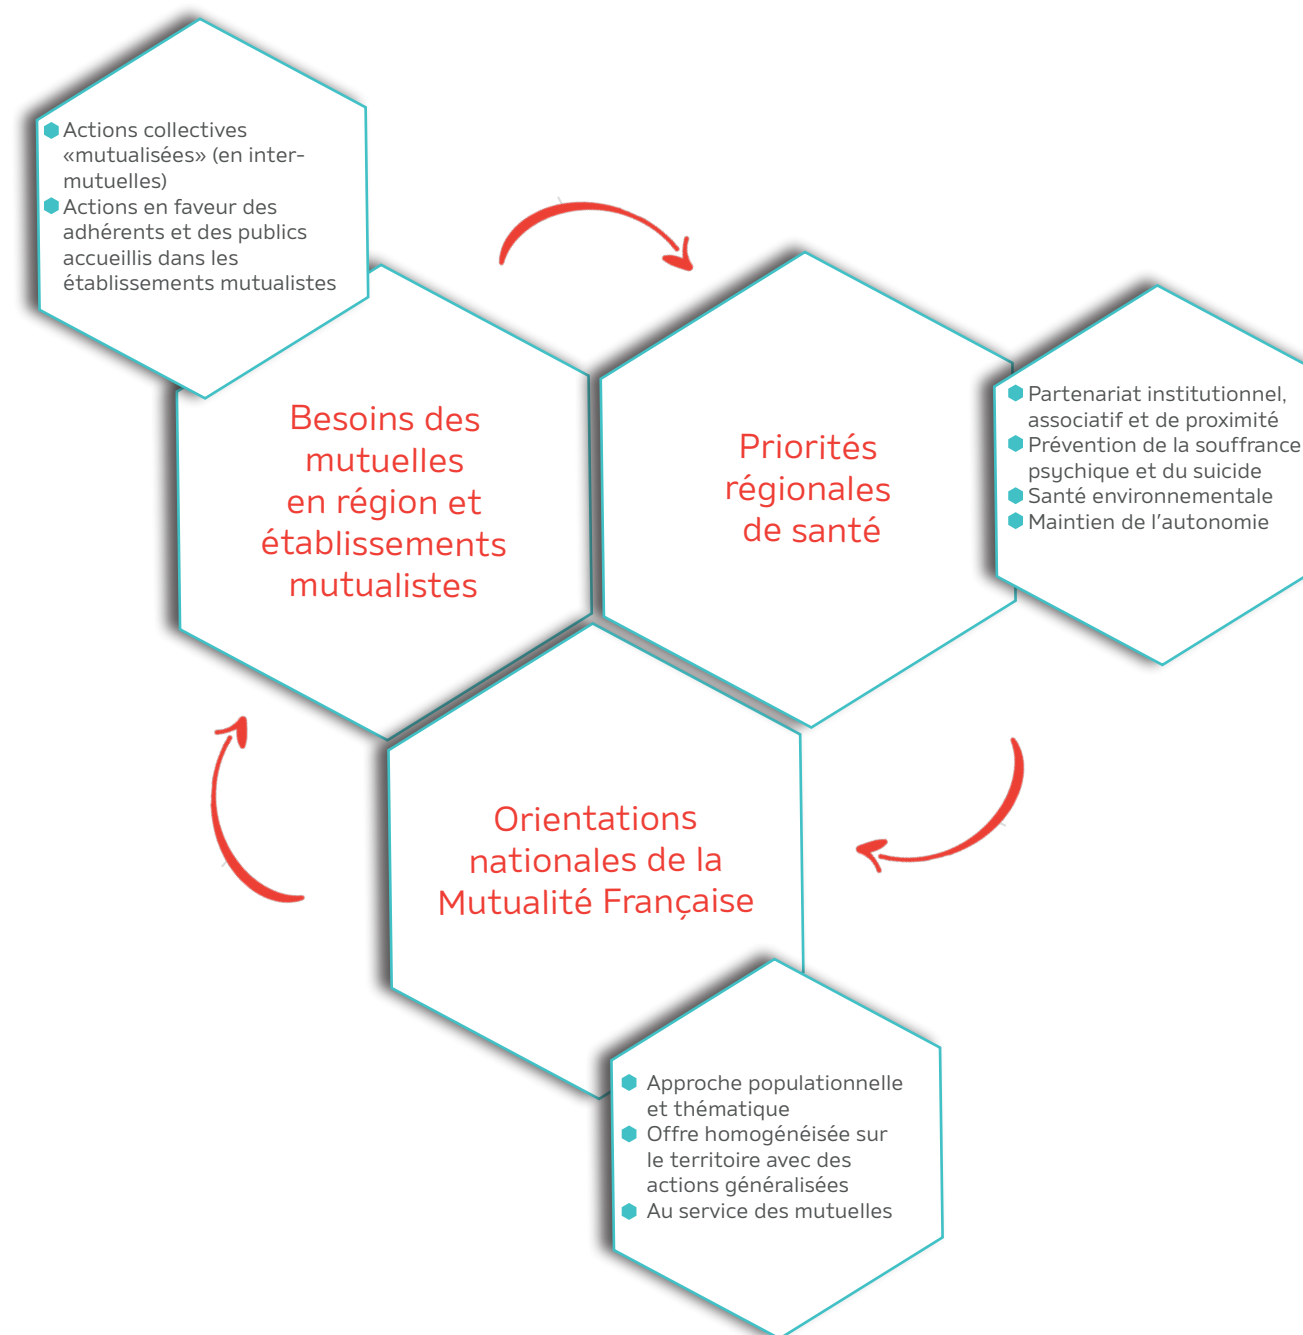 Actions collectives
«mutualisées» (en inter-
mutuelles)
Actions en faveur des
adhérents et des publics
accueillis dans les
établissements mutualistes
Besoins des
mutuelles
en région et
établissements
mutualistes
Priorités
régionales
de santé
Partenariat institutionnel,
associatif et de proximité
Prévention de la souffrance
psychique et du suicide
Santé environnementale
Maintien de l'autonomie
Orientations
nationales de la
Mutualité Française
Approche populationnelle
et thématique
Offre homogénéisée sur
le territoire avec des
actions généralisées
Au service des mutuelles